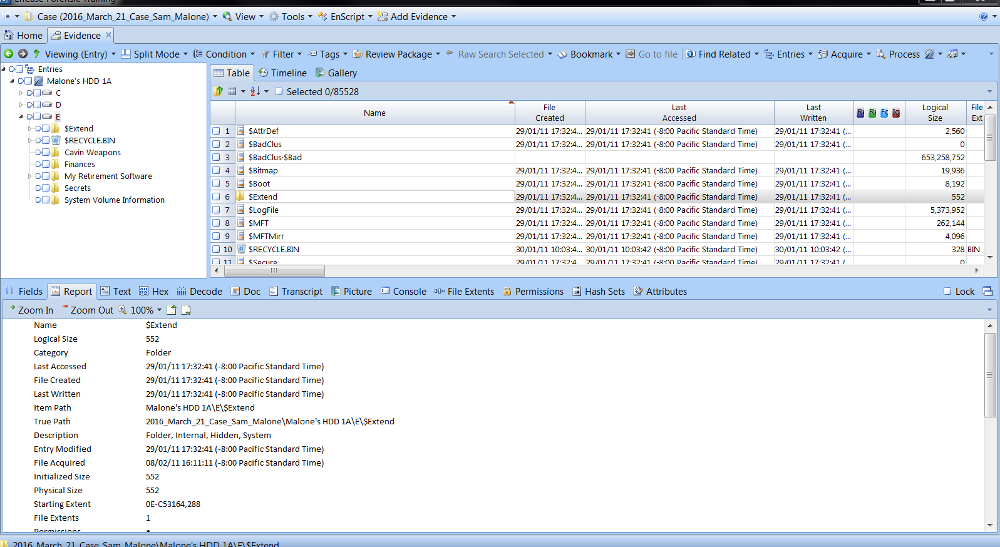 EnCase Forensic Training
Case (2016_March_21_Case_Sam_Malone) View Tools EnScript Add Evidence
Home Evidence
Viewing (Entry) Split Mode Condition Filter Tags Review Package Raw Search Selected Bookmark Go to file Find Related Entries Acquire Process
Entries
Malone's HDD 1A
C
D
E
$Extend
$RECYCLE.BIN
Cavin Weapons
Finances
My Retirement Software
Secrets
System Volume Information
Table Timeline Gallery
Selected 0/85528
Name File Created Last Accessed Last Written Re Re Fo Ig Logical Size File Ext
1 $AttrDef 29/01/11 17:32:4... 29/01/11 17:32:41 (-8:00 Pacific Standard Time) 29/01/11 17:32:41 (... 2,560
2 $BadClus 29/01/11 17:32:4... 29/01/11 17:32:41 (-8:00 Pacific Standard Time) 29/01/11 17:32:41 (... 0
3 $BadClus·$Bad 653,258,752
4 $Bitmap 29/01/11 17:32:4... 29/01/11 17:32:41 (-8:00 Pacific Standard Time) 29/01/11 17:32:41 (... 19,936
5 $Boot 29/01/11 17:32:4... 29/01/11 17:32:41 (-8:00 Pacific Standard Time) 29/01/11 17:32:41 (... 8,192
6 $Extend 29/01/11 17:32:4... 29/01/11 17:32:41 (-8:00 Pacific Standard Time) 29/01/11 17:32:41 (... 552
7 $LogFile 29/01/11 17:32:4... 29/01/11 17:32:41 (-8:00 Pacific Standard Time) 29/01/11 17:32:41 (... 5,373,952
8 $MFT 29/01/11 17:32:4... 29/01/11 17:32:41 (-8:00 Pacific Standard Time) 29/01/11 17:32:41 (... 262,144
9 $MFTMirr 29/01/11 17:32:4... 29/01/11 17:32:41 (-8:00 Pacific Standard Time) 29/01/11 17:32:41 (... 4,096
10 $RECYCLE.BIN 30/01/11 10:03:4... 30/01/11 10:03:42 (-8:00 Pacific Standard Time) 30/01/11 10:03:42 (... 328 BIN
11 $Secure 29/01/11 17:32:4... 29/01/11 17:32:41 (-8:00 Pacific Standard Time) 29/01/11 17:32:41 (... 0
Fields Report Text Hex Decode Doc Transcript Picture Console File Extents Permissions Hash Sets Attributes Lock
Zoom In Zoom Out 100%
Name $Extend
Logical Size 552
Category Folder
Last Accessed 29/01/11 17:32:41 (-8:00 Pacific Standard Time)
File Created 29/01/11 17:32:41 (-8:00 Pacific Standard Time)
Last Written 29/01/11 17:32:41 (-8:00 Pacific Standard Time)
Item Path Malone's HDD 1A\E\$Extend
True Path 2016_March_21_Case_Sam_Malone\Malone's HDD 1A\E\$Extend
Description Folder, Internal, Hidden, System
Entry Modified 29/01/11 17:32:41 (-8:00 Pacific Standard Time)
File Acquired 08/02/11 16:11:11 (-8:00 Pacific Standard Time)
Initialized Size 552
Physical Size 552
Starting Extent 0E-C53164,288
File Extents 1
Permissions •
2016_March_21_Case_Sam_Malone\Malone's HDD 1A\E\$Extend